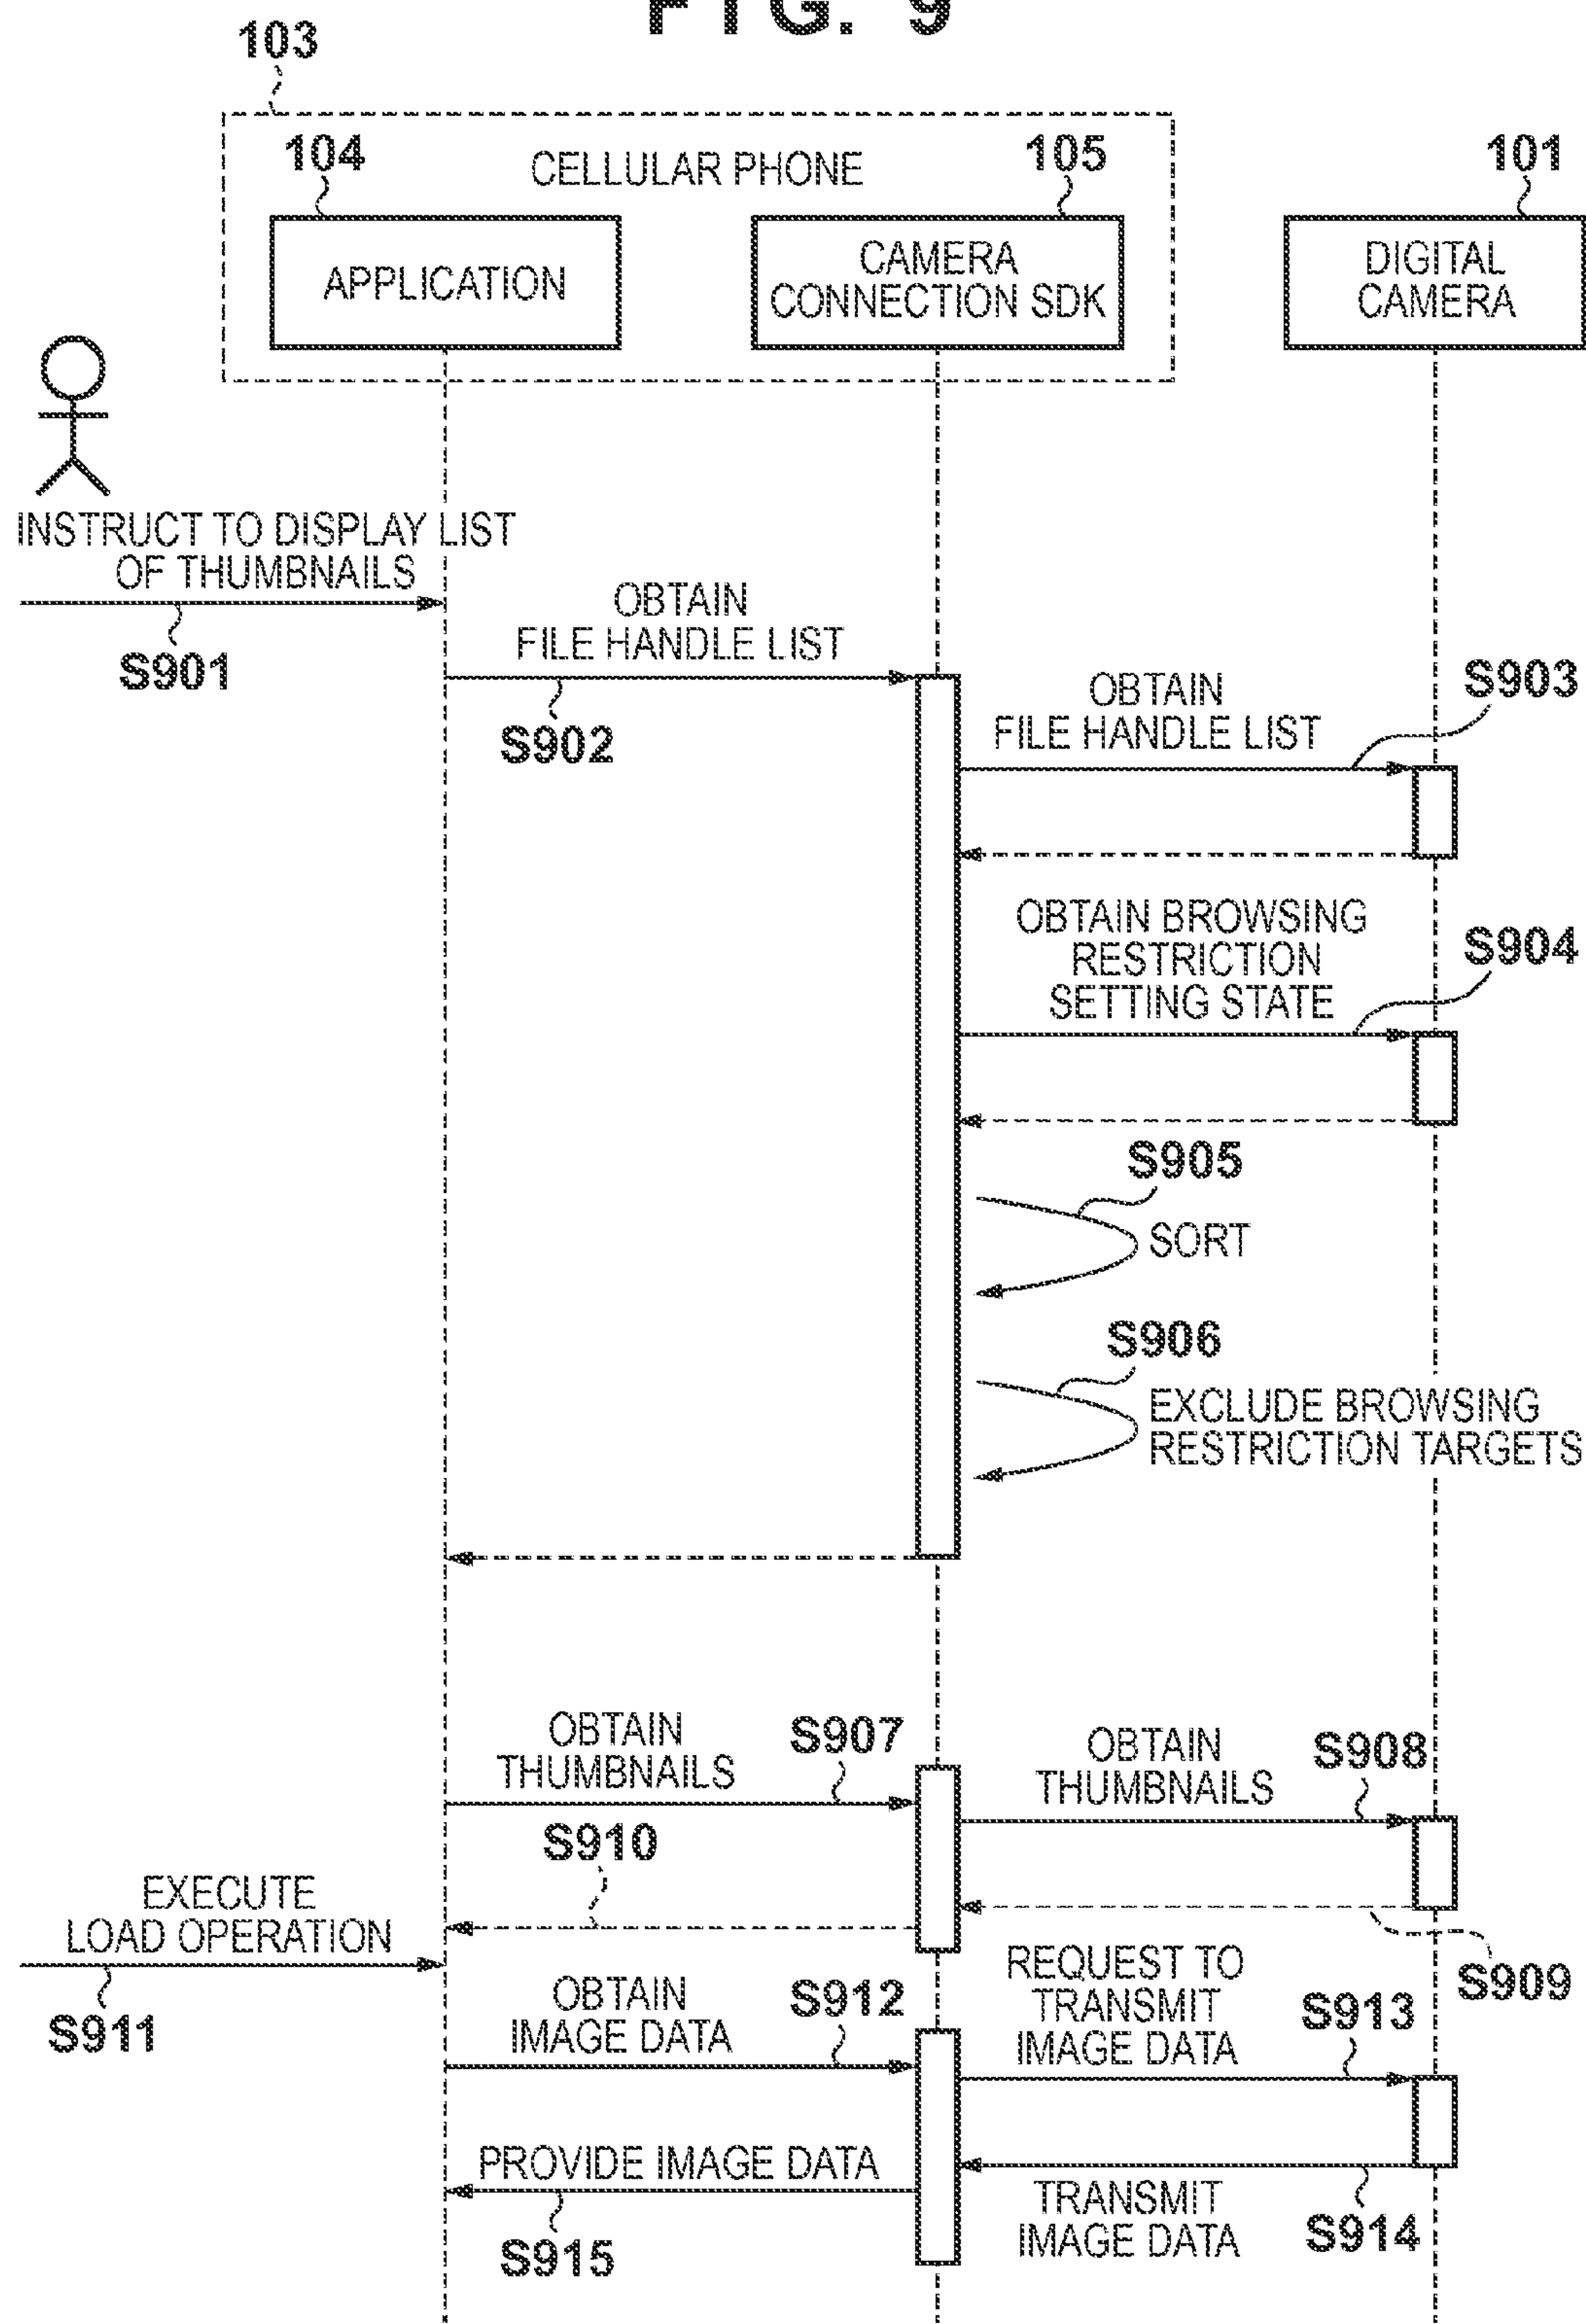 FIG. 9
103
104
CELLULAR PHONE
105
101
APPLICATION
CAMERA
CONNECTION SDK
DIGITAL
CAMERA
INSTRUCT TO DISPLAY LIST
OF THUMBNAILS
S901
OBTAIN
FILE HANDLE LIST
S902
OBTAIN
FILE HANDLE LIST
S903
OBTAIN BROWSING
RESTRICTION
SETTING STATE
S904
S905
SORT
S906
EXCLUDE BROWSING
RESTRICTION TARGETS
OBTAIN
THUMBNAILS
S907
OBTAIN
THUMBNAILS
S908
S910
EXECUTE
LOAD OPERATION
S911
S909
OBTAIN
IMAGE DATA
S912
REQUEST TO
TRANSMIT
IMAGE DATA
S913
PROVIDE IMAGE DATA
S915
TRANSMIT
IMAGE DATA
S914